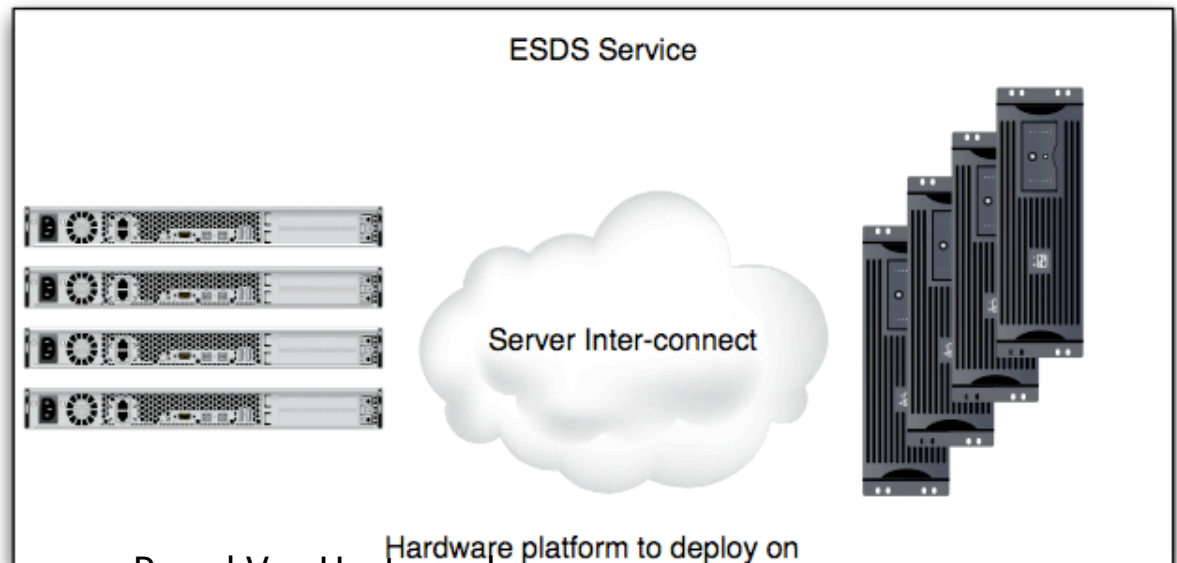 ESDS Service
Server Inter-connect
Hardware platform to deploy on